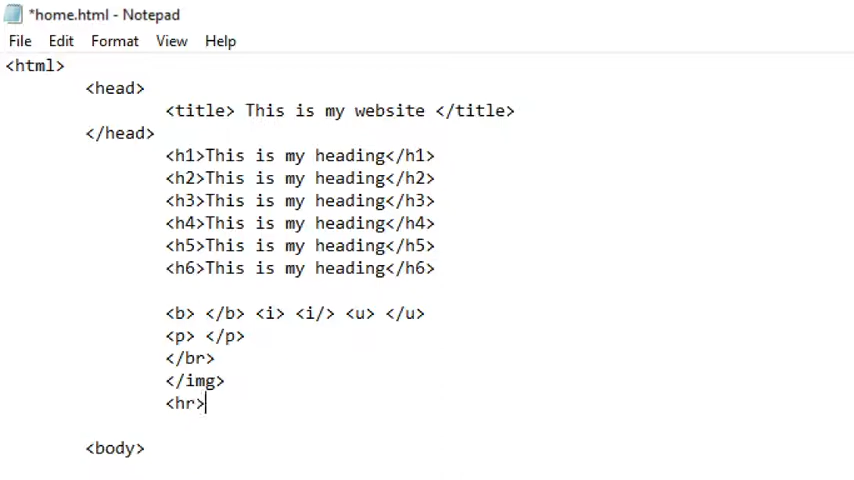 *home.html - Notepad
File Edit Format View Help
<html>
<head>
<title> This is my website </title>
</head>
<h1>This is my heading</h1>
<h2>This is my heading</h2>
<h3>This is my heading</h3>
<h4>This is my heading</h4>
<h5>This is my heading</h5>
<h6>This is my heading</h6>
<b> </b> <i> <i/> <u> </u>
<p> </p>
</br>
</img>
<hr>
<body>